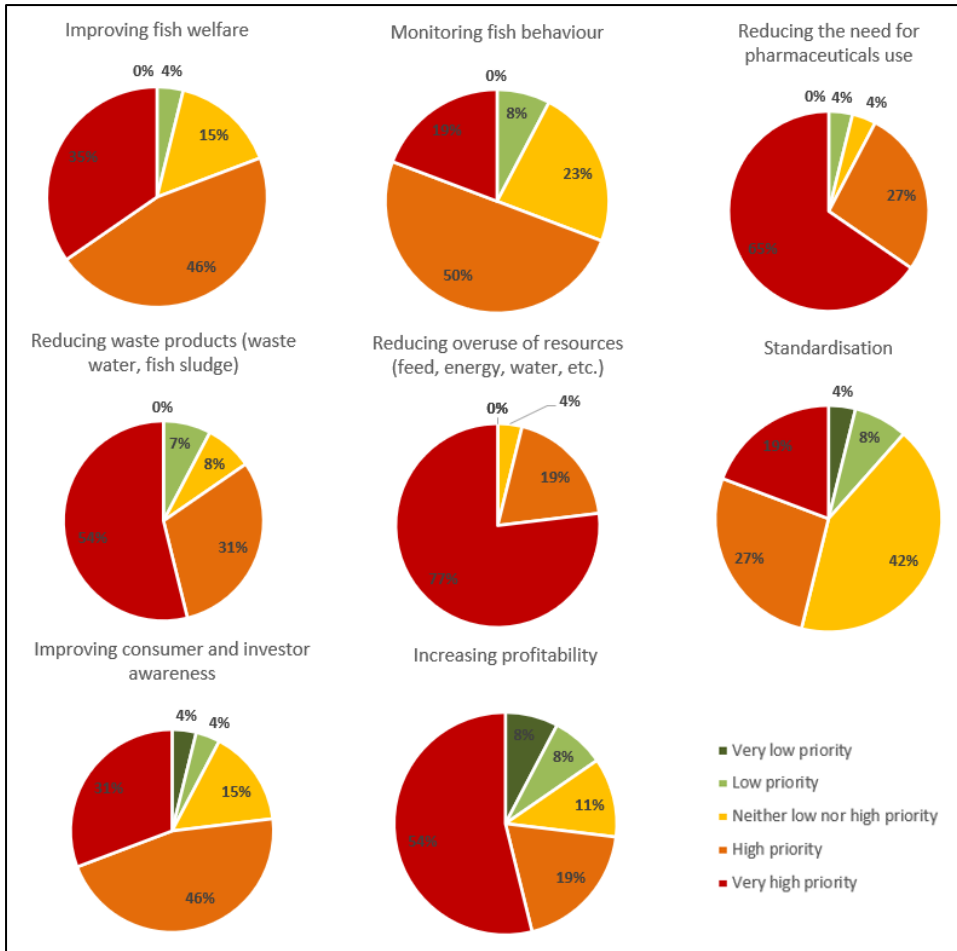 Improving fish welfare
0% 4%
15%
35%
46%
Monitoring fish behaviour
0%
8%
19%
23%
50%
Reducing the need for
pharmaceuticals use
0% 4% 4%
27%
65%
Reducing waste products (waste
water, fish sludge)
0%
7%
8%
54%
31%
Reducing overuse of resources
(feed, energy, water, etc.)
0% 4%
19%
77%
Standardisation
4%
8%
19%
42%
27%
Improving consumer and investor
awareness
4% 4%
15%
31%
46%
Increasing profitability
8%
8%
11%
54%
19%
Very low priority
Low priority
Neither low nor high priority
High priority
Very high priority